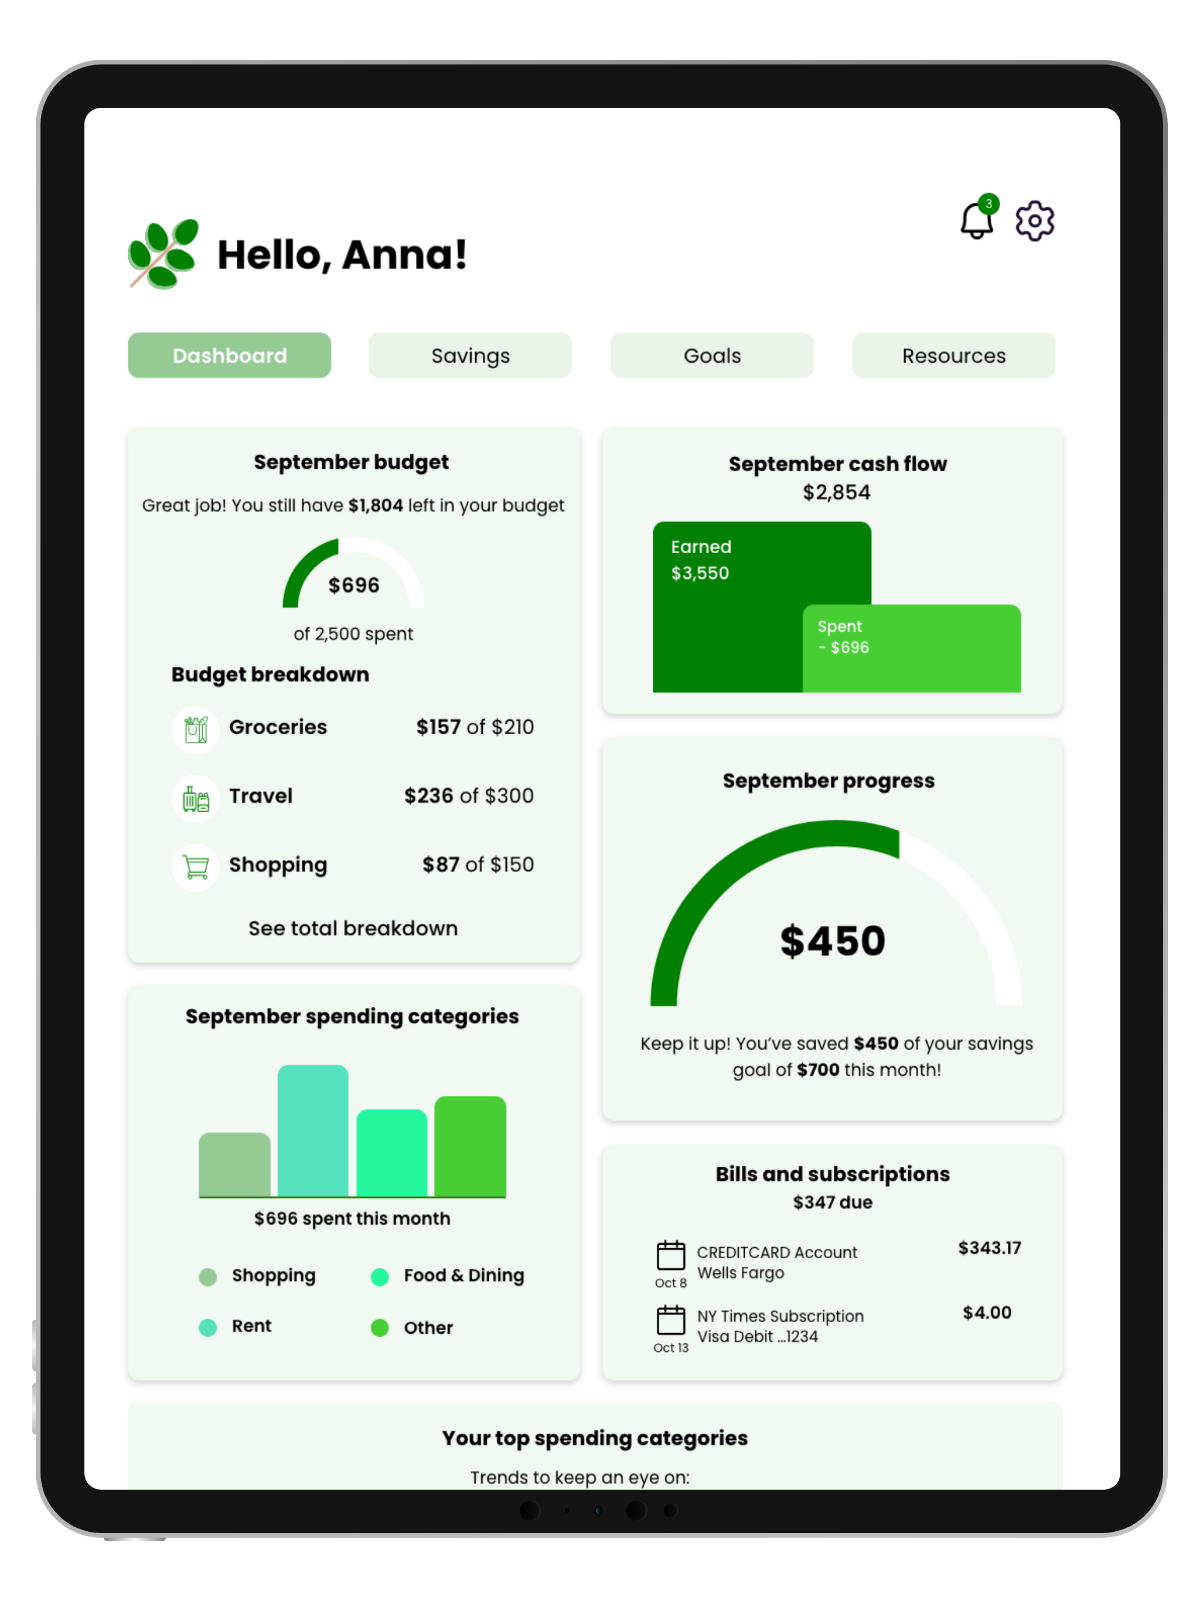 3
Hello, Anna!
Dashboard
Savings
Goals
Resources
September budget
Great job! You still have $1,804 left in your budget
$696
of 2,500 spent
Budget breakdown
Groceries
$157 of $210
Travel
$236 of $300
Shopping
$87 of $150
See total breakdown
September cash flow
$2,854
Earned
$3,550
Spent
- $696
September progress
$450
Keep it up! You’ve saved $450 of your savings
goal of $700 this month!
September spending categories
$696 spent this month
Shopping
Food & Dining
Rent
Other
Bills and subscriptions
$347 due
CREDITCARD Account
$343.17
Wells Fargo
Oct 8
NY Times Subscription
$4.00
Visa Debit ...1234
Oct 13
Your top spending categories
Trends to keep an eye on: